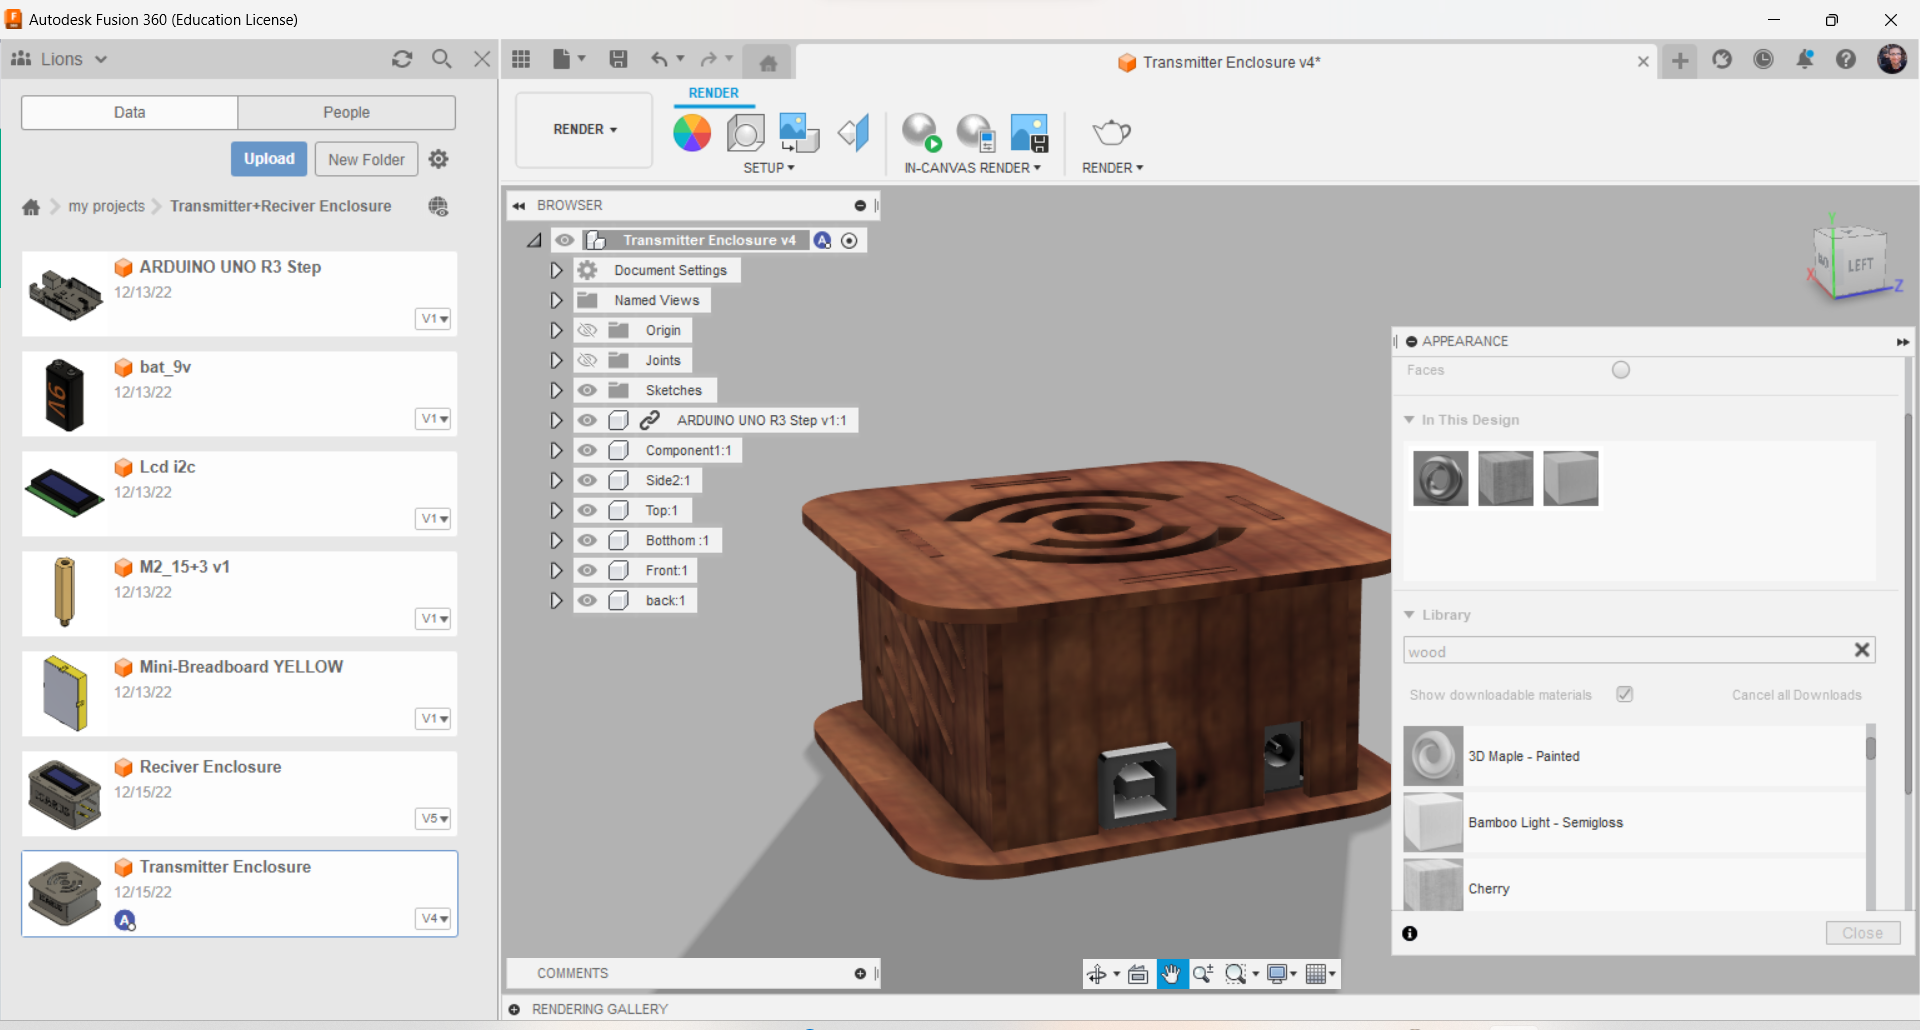 Autodesk Fusion 360 (Education License)
Lions
Transmitter Enclosure v4*
Data
People
Upload
New Folder
my projects
Transmitter+Reciver Enclosure
ARDUINO UNO R3 Step
12/13/22
V1
bat_9v
12/13/22
V1
9V
Lcd i2c
12/13/22
V1
M2_15+3 v1
12/13/22
V1
Mini-Breadboard YELLOW
12/13/22
V1
Reciver Enclosure
12/15/22
V5
Transmitter Enclosure
12/15/22
A
V4
RENDER
RENDER
SETUP
IN-CANVAS RENDER
RENDER
BROWSER
Transmitter Enclosure v4
A
Document Settings
Named Views
Origin
Joints
Sketches
ARDUINO UNO R3 Step v1:1
Component1:1
Side2:1
Top:1
Botthom :1
Front:1
back:1
Y
LEFT
X
Z
APPEARANCE
Faces
In This Design
Library
wood
Show downloadable materials
Cancel all Downloads
3D Maple - Painted
Bamboo Light - Semigloss
Cherry
Close
COMMENTS
RENDERING GALLERY